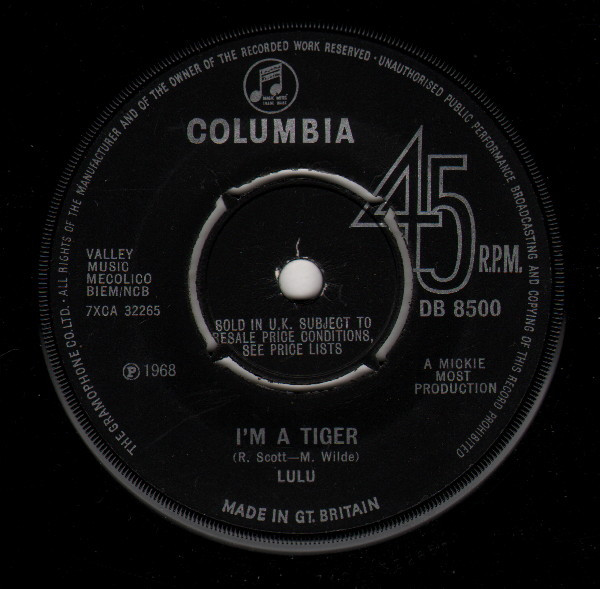 THE GRAMOPHONE CO. LTD. · ALL RIGHTS OF THE MANUFACTURER AND OF THE OWNER OF THE RECORDED WORK RESERVED · UNAUTHORISED PUBLIC PERFORMANCE BROADCASTING AND COPYING OF THIS RECORD PROHIBITED
COLUMBIA
45
R.P.M.
DB 8500
VALLEY
MUSIC
MECOLICO
BIEM/NCB
7XCA 32265
SOLD IN U.K. SUBJECT TO
RESALE PRICE CONDITIONS,
SEE PRICE LISTS
℗ 1968
A MICKIE
MOST
PRODUCTION
I'M A TIGER
(R. Scott—M. Wilde)
LULU
MADE IN GT. BRITAIN